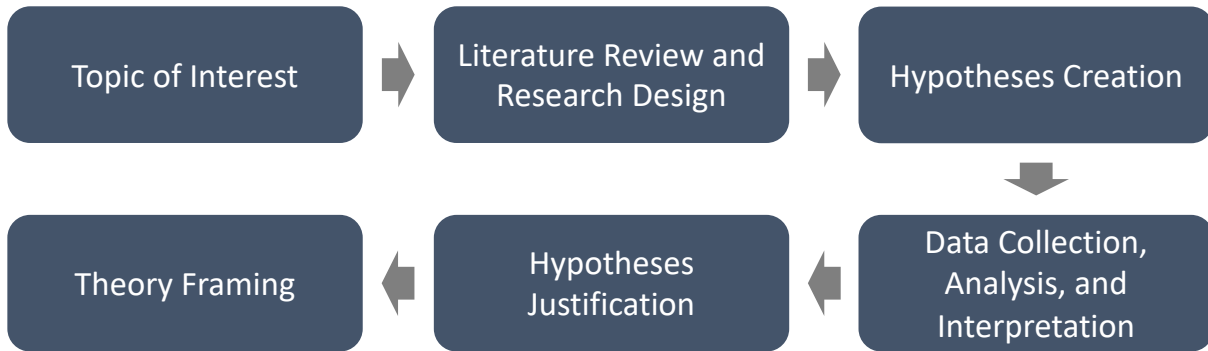 Topic of Interest
Literature Review and
Research Design
Hypotheses Creation
Data Collection,
Analysis, and
Interpretation
Hypotheses
Justification
Theory Framing